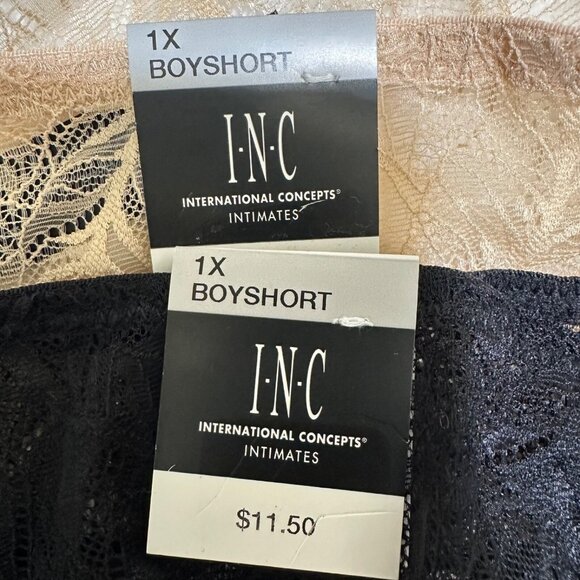 1X
BOYSHORT
I·N·C
INTERNATIONAL CONCEPTS®
INTIMATES
1X
BOYSHORT
I·N·C
INTERNATIONAL CONCEPTS®
INTIMATES
$11.50